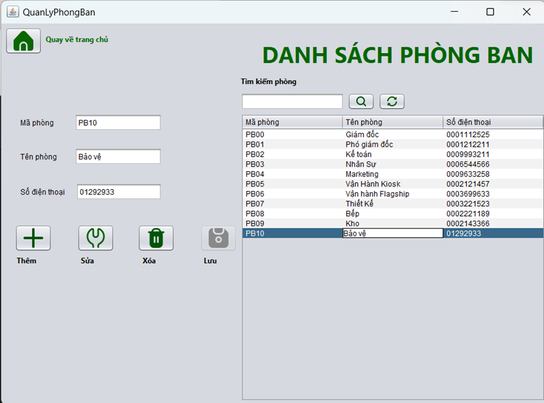 QuanLyPhongBan
Quay về trang chủ
DANH SÁCH PHÒNG BAN
Tìm kiếm phòng
Mã phòng PB10
Tên phòng Bảo vệ
Số điện thoại 01292933
Thêm Sửa Xóa Lưu
Mã phòng Tên phòng Số điện thoại
PB00 Giám đốc 0001112525
PB01 Phó giám đốc 0001212211
PB02 Kế toán 0009993211
PB03 Nhân Sự 0006544566
PB04 Marketing 0009633258
PB05 Vận Hành Kiosk 0002121457
PB06 Vận hành Flagship 0003699633
PB07 Thiết Kế 0003221523
PB08 Bếp 0002221189
PB09 Kho 0002143366
PB10 Bảo vệ 01292933